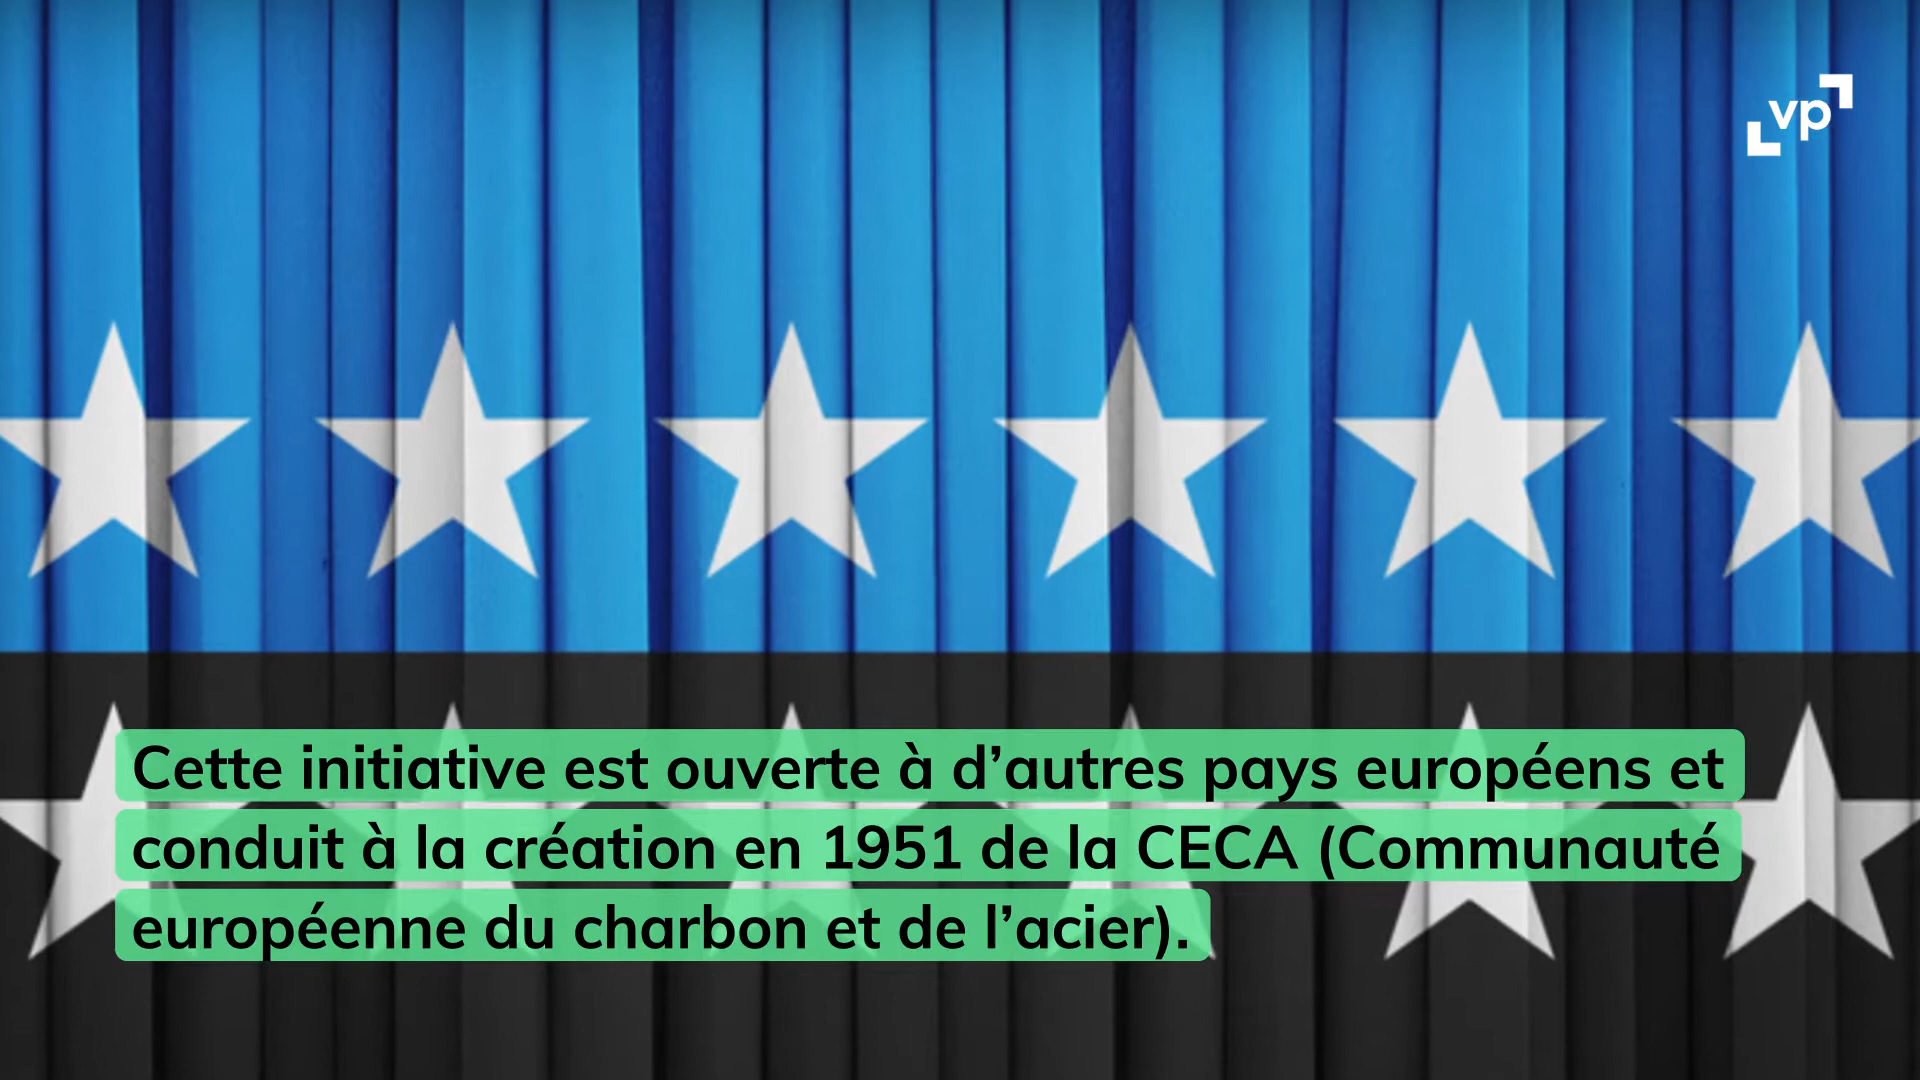 vp
Cette initiative est ouverte à d’autres pays européens et
conduit à la création en 1951 de la CECA (Communauté
européenne du charbon et de l’acier).